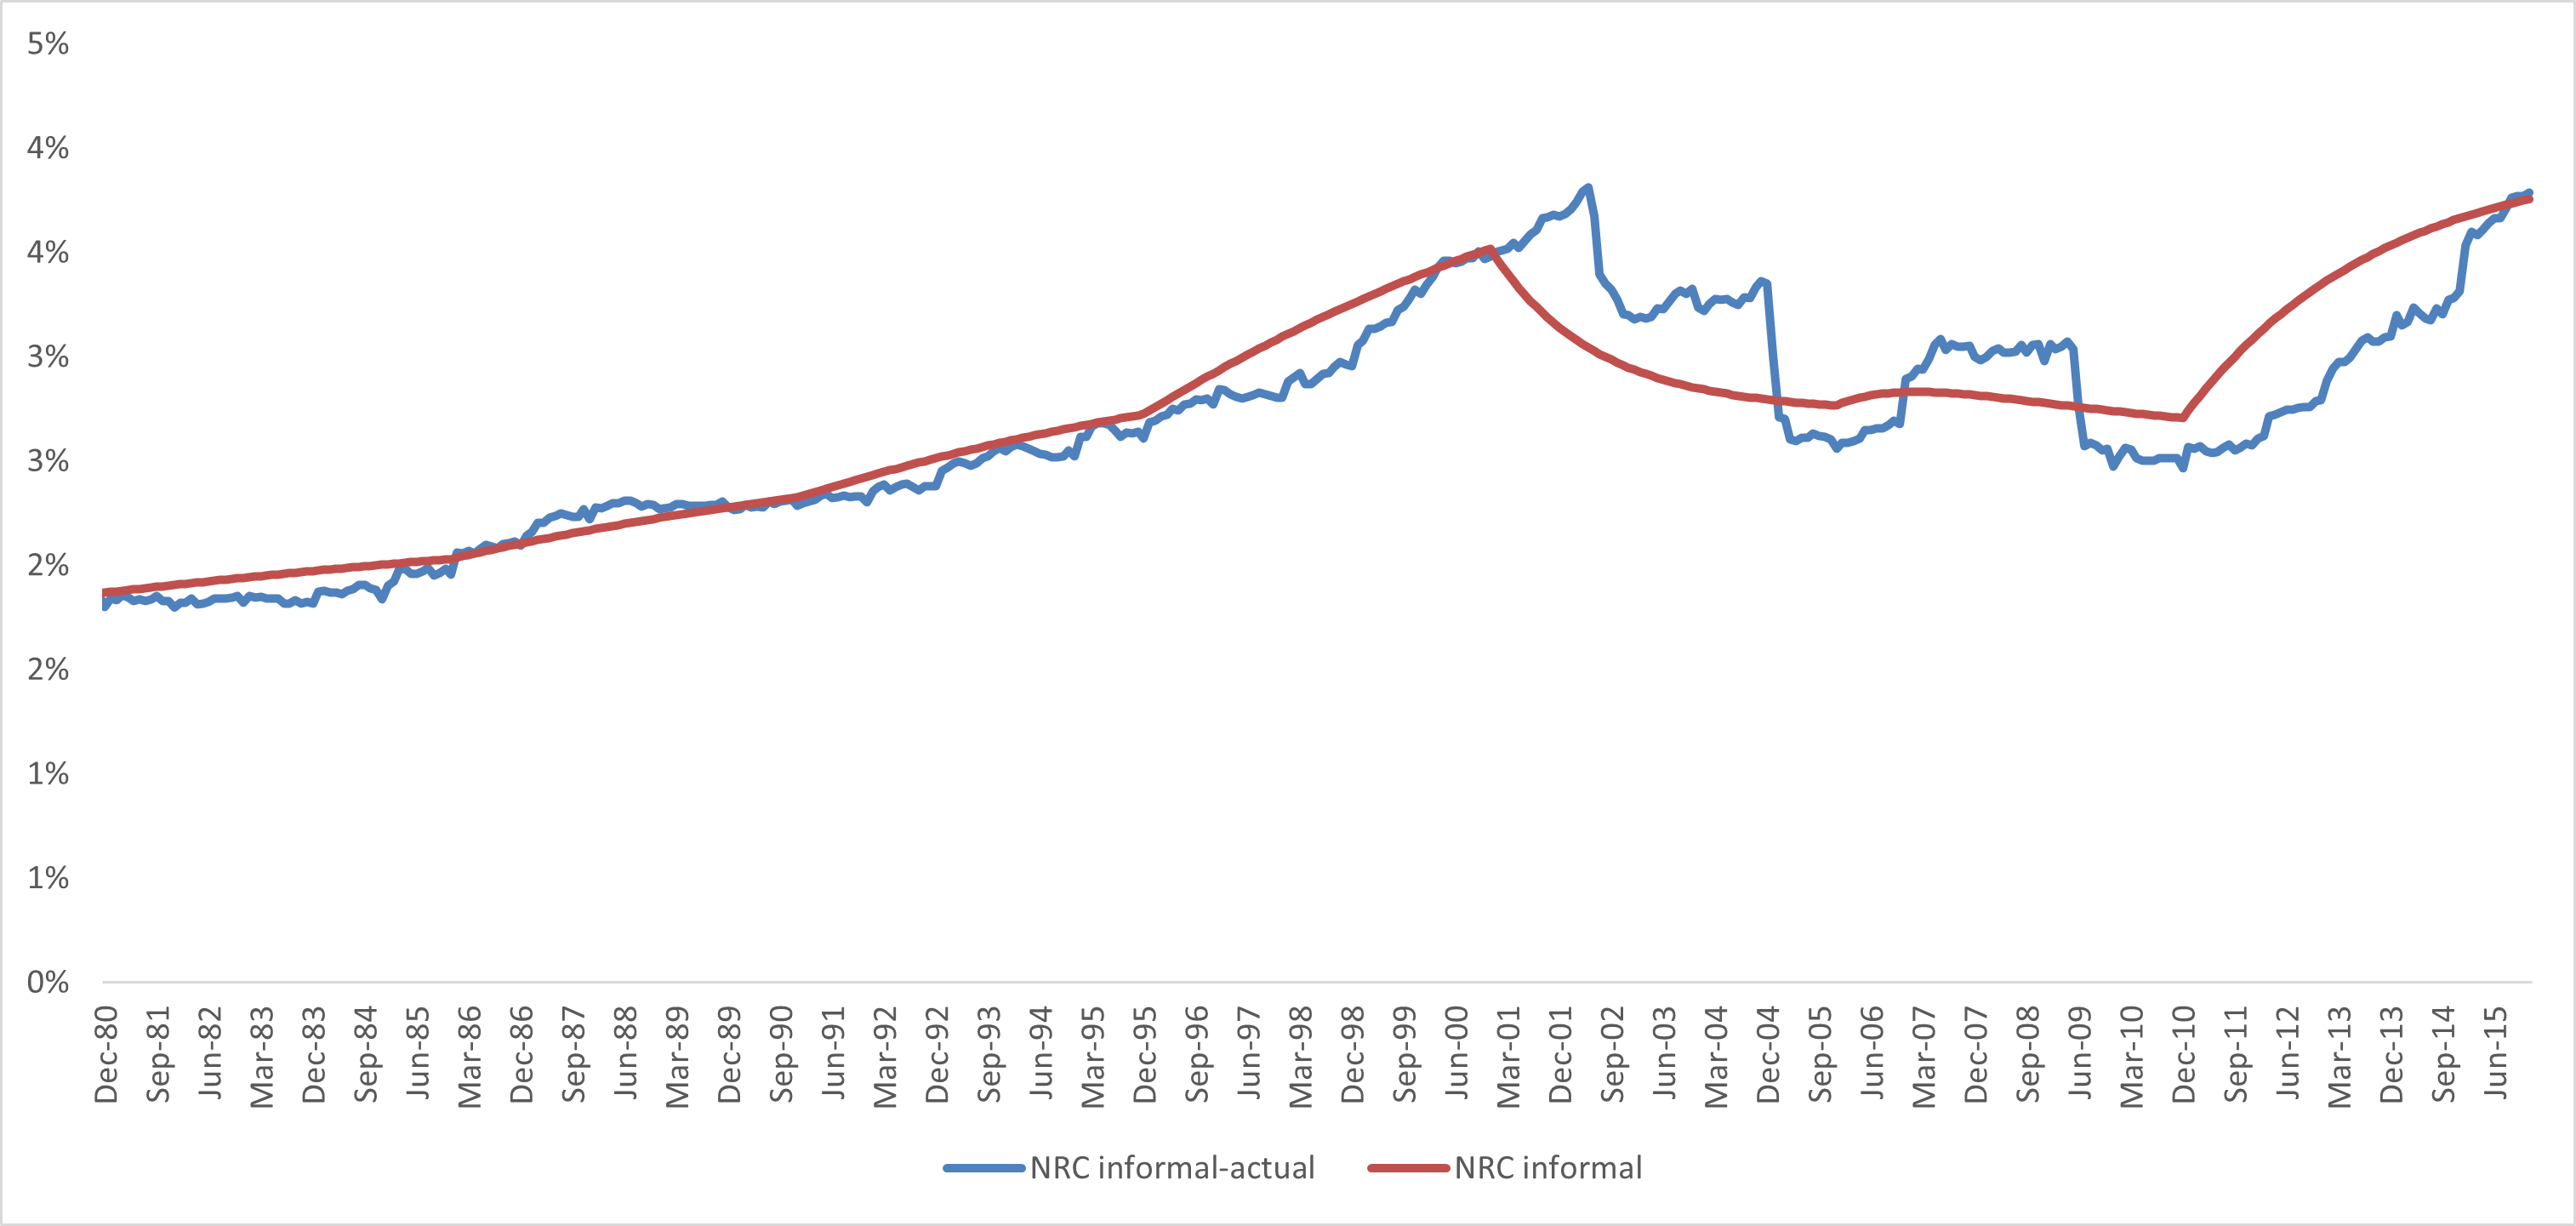 5%
4%
4%
3%
3%
2%
2%
1%
1%
0%
Dec-80
Sep-81
Jun-82
Mar-83
Dec-83
Sep-84
Jun-85
Mar-86
Dec-86
Sep-87
Jun-88
Mar-89
Dec-89
Sep-90
Jun-91
Mar-92
Dec-92
Sep-93
Jun-94
Mar-95
Dec-95
Sep-96
Jun-97
Mar-98
Dec-98
Sep-99
Jun-00
Mar-01
Dec-01
Sep-02
Jun-03
Mar-04
Dec-04
Sep-05
Jun-06
Mar-07
Dec-07
Sep-08
Jun-09
Mar-10
Dec-10
Sep-11
Jun-12
Mar-13
Dec-13
Sep-14
Jun-15
NRC informal-actual
NRC informal